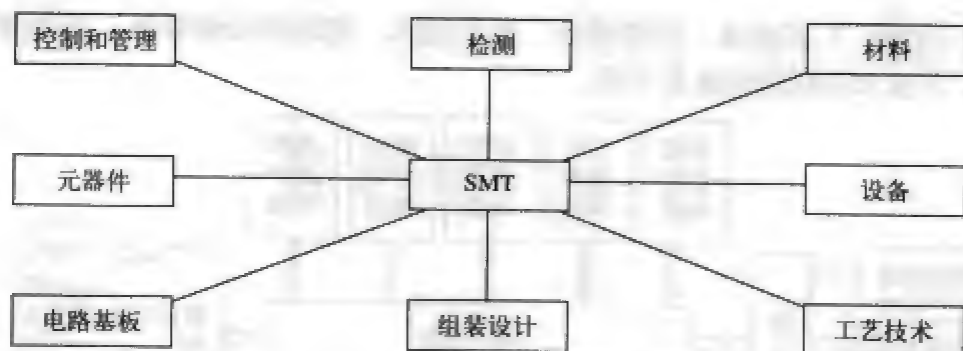 控制和管理
检测
材料
元器件
SMT
设备
电路基板
组装设计
工艺技术